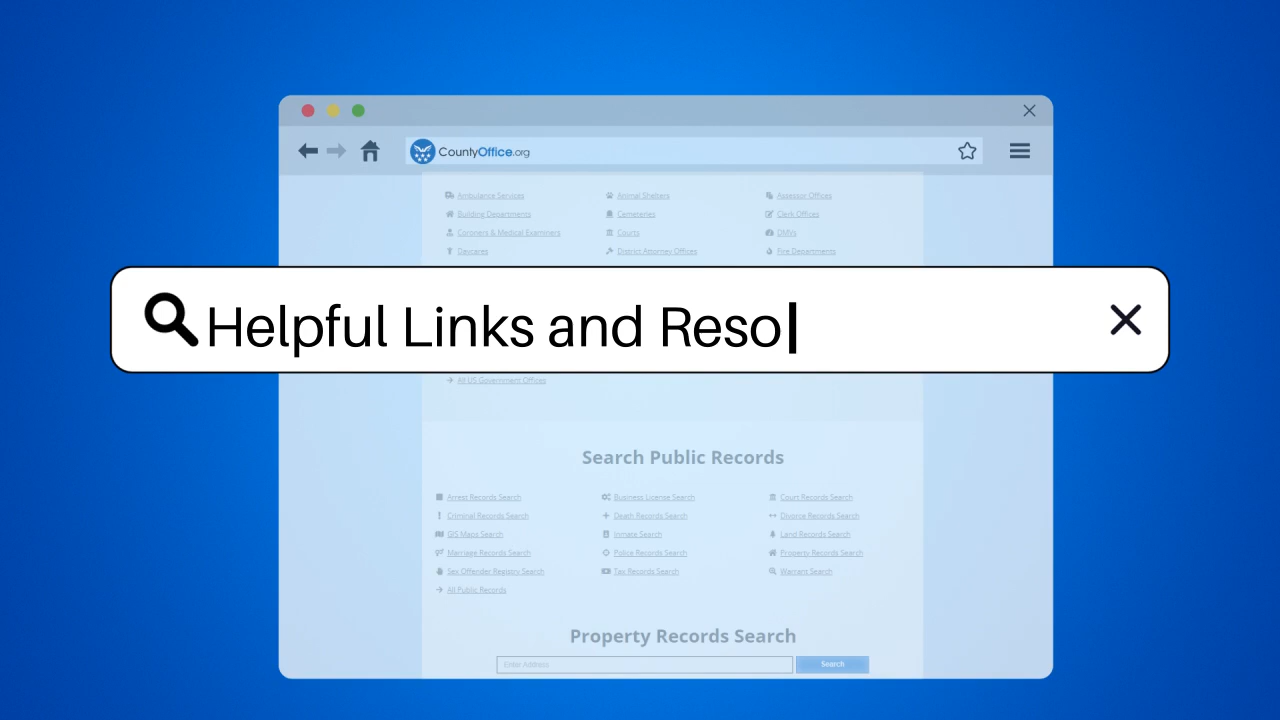 CountyOffice.org
Ambulance Services Animal Shelters Assessor Offices
Building Departments Cemeteries Clerk Offices
Coroners & Medical Examiners Courts DMVs
Daycares District Attorney Offices Fire Departments
Helpful Links and Reso
All US Government Offices
Search Public Records
Arrest Records Search Business License Search Court Records Search
Criminal Records Search Death Records Search Divorce Records Search
GIS Maps Search Inmate Search Land Records Search
Marriage Records Search Police Records Search Property Records Search
Sex Offender Registry Search Tax Records Search Warrant Search
All Public Records
Property Records Search
Enter Address Search